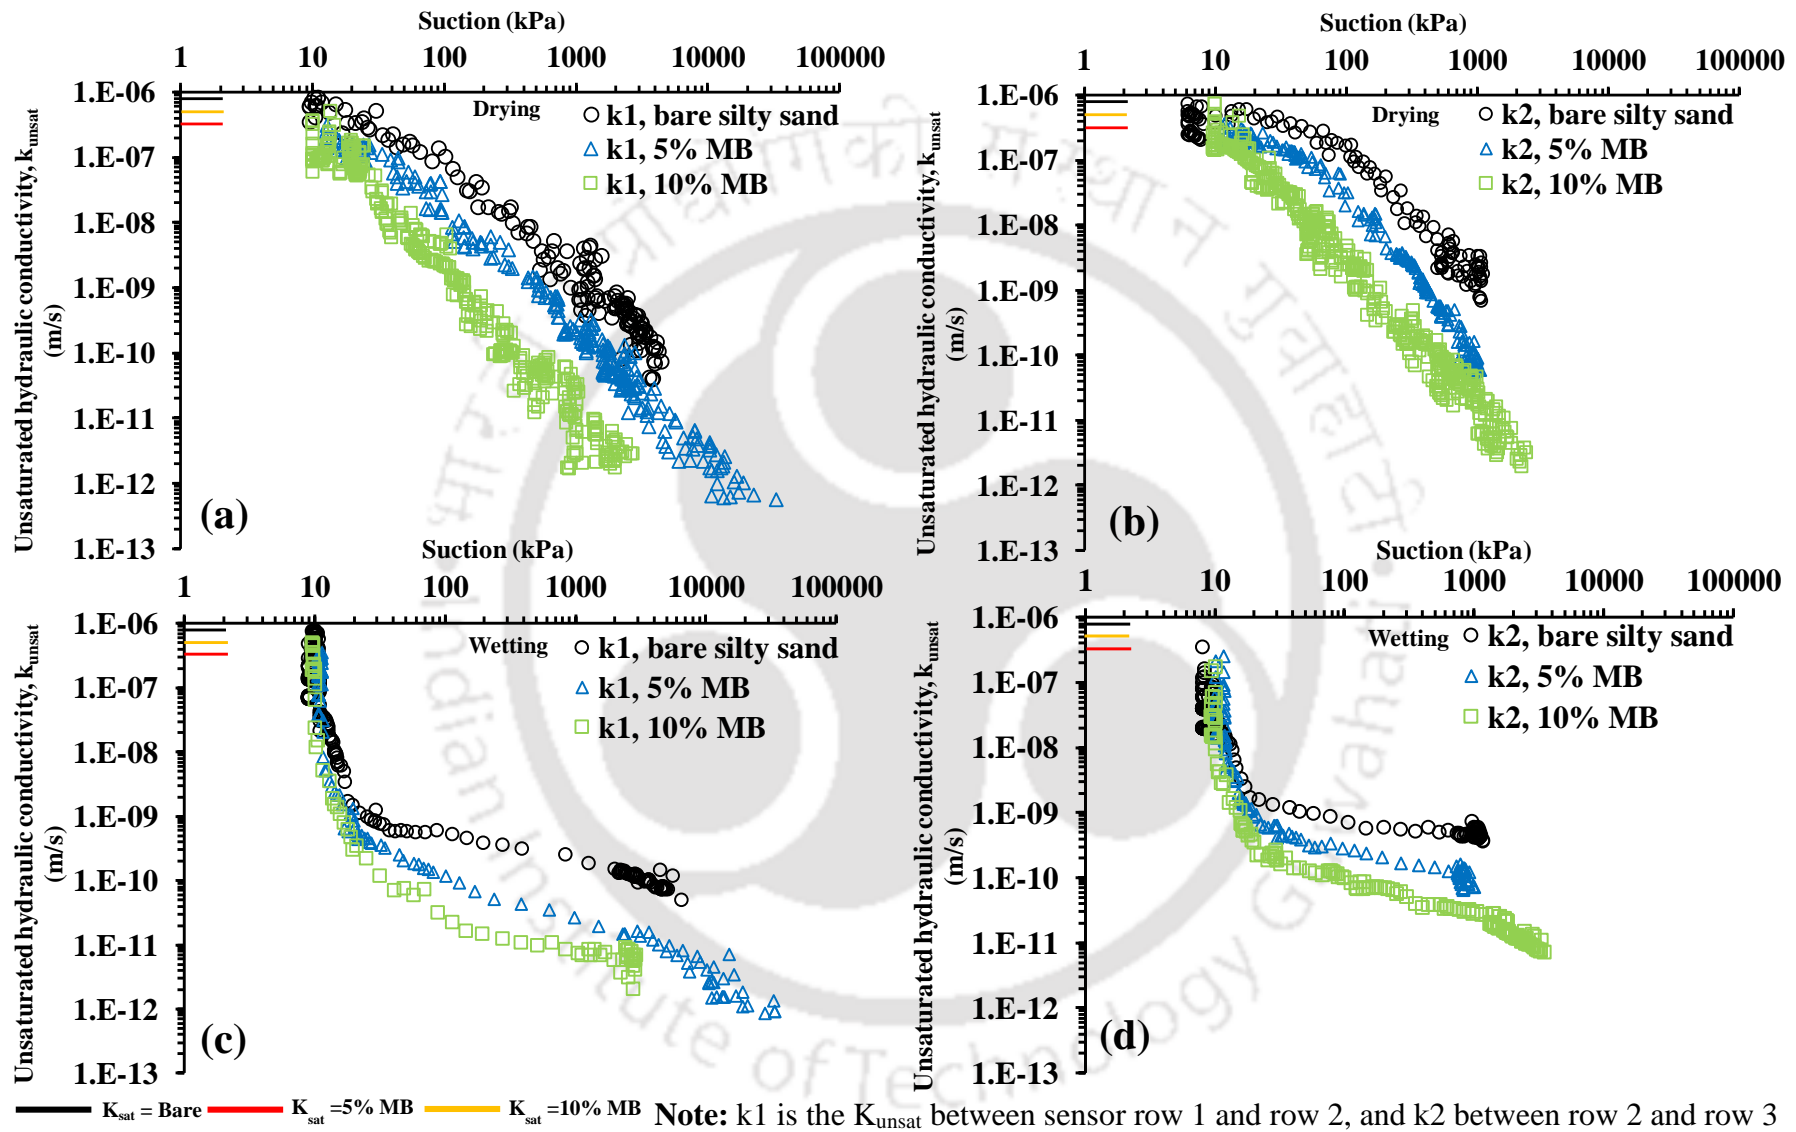 Suction (kPa)
1 10 100 1000 10000 100000
1.E-06
1.E-07
1.E-08
1.E-09
1.E-10
1.E-11
1.E-12
1.E-13
Unsaturated hydraulic conductivity, kunsat
(m/s)
Drying
k1, bare silty sand
k1, 5% MB
k1, 10% MB
(a)
Suction (kPa)
1 10 100 1000 10000 100000
1.E-06
1.E-07
1.E-08
1.E-09
1.E-10
1.E-11
1.E-12
1.E-13
Unsaturated hydraulic conductivity, kunsat
(m/s)
Drying
k2, bare silty sand
k2, 5% MB
k2, 10% MB
(b)
Suction (kPa)
1 10 100 1000 10000 100000
1.E-06
1.E-07
1.E-08
1.E-09
1.E-10
1.E-11
1.E-12
1.E-13
Unsaturated hydraulic conductivity, kunsat
(m/s)
Wetting
k1, bare silty sand
k1, 5% MB
k1, 10% MB
(c)
Suction (kPa)
1 10 100 1000 10000 100000
1.E-06
1.E-07
1.E-08
1.E-09
1.E-10
1.E-11
1.E-12
1.E-13
Unsaturated hydraulic conductivity, kunsat
(m/s)
Wetting
k2, bare silty sand
k2, 5% MB
k2, 10% MB
(d)
Ksat = Bare Ksat =5% MB Ksat =10% MB Note: k1 is the Kunsat between sensor row 1 and row 2, and k2 between row 2 and row 3
Indian Institute of Technology Guwahati